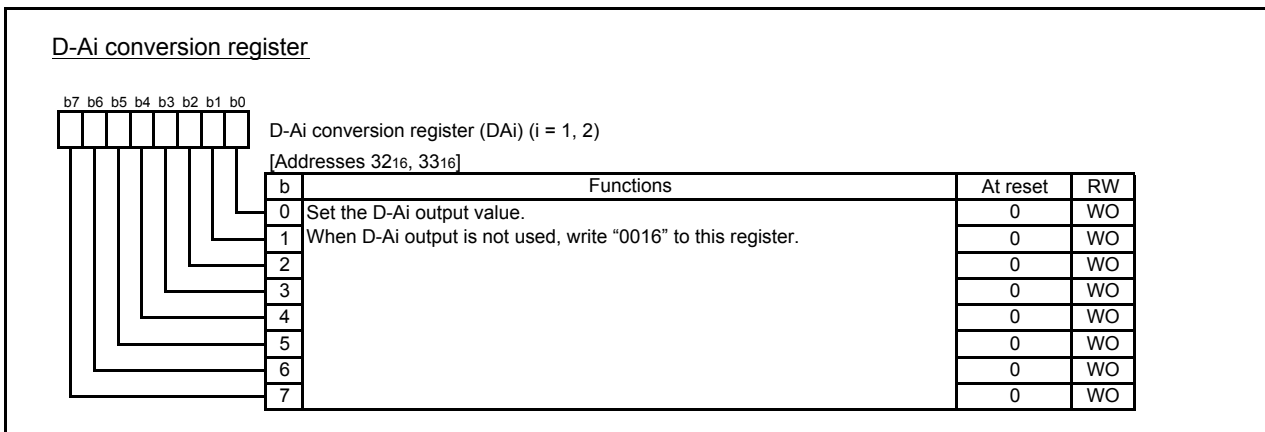 D-Ai conversion register
b7 b6 b5 b4 b3 b2 b1 b0
D-Ai conversion register (DAi) (i = 1, 2)
[Addresses 3216, 3316]
b Functions At reset RW
0 Set the D-Ai output value. 0 WO
1 When D-Ai output is not used, write “0016” to this register. 0 WO
2 0 WO
3 0 WO
4 0 WO
5 0 WO
6 0 WO
7 0 WO